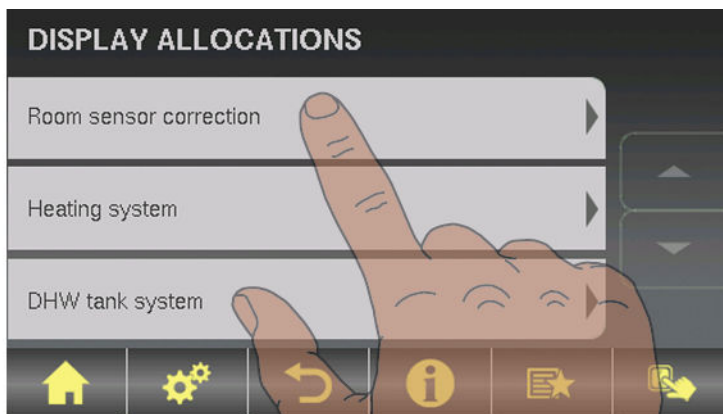 DISPLAY ALLOCATIONS
Room sensor correction
Heating system
DHW tank system